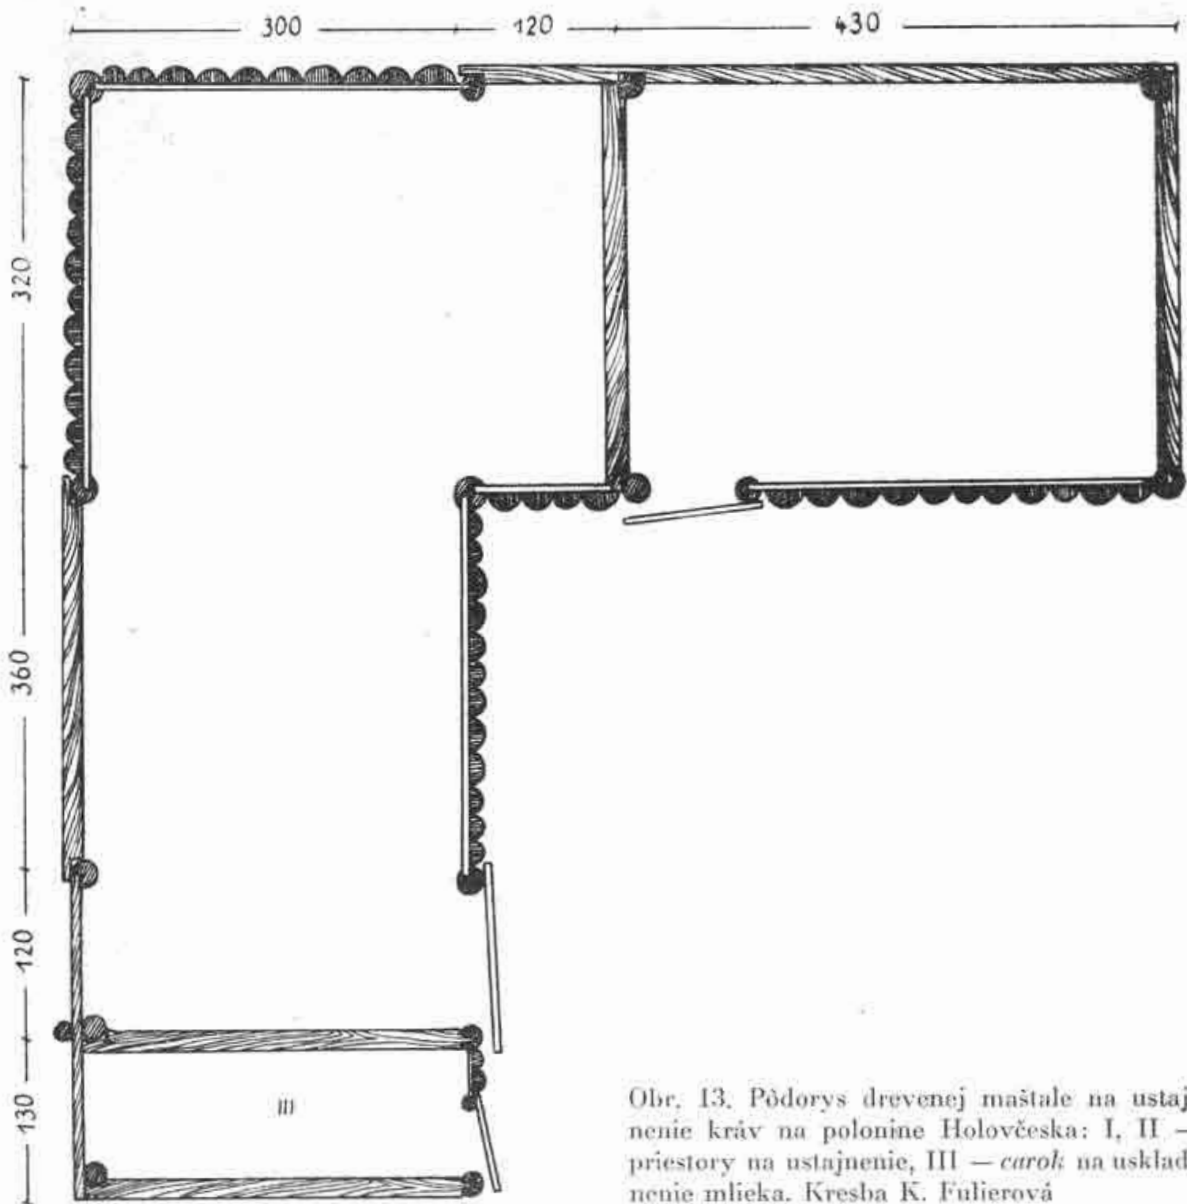 300 120 430
320
360
120
130
III
Obr. 13. Pôdorys drevenej maštale na ustaj
nenie kráv na polonine Holovčeska: I, II —
priestory na ustajnenie, III — carok na usklad
nenie mlieka. Kresba K. Fulierová